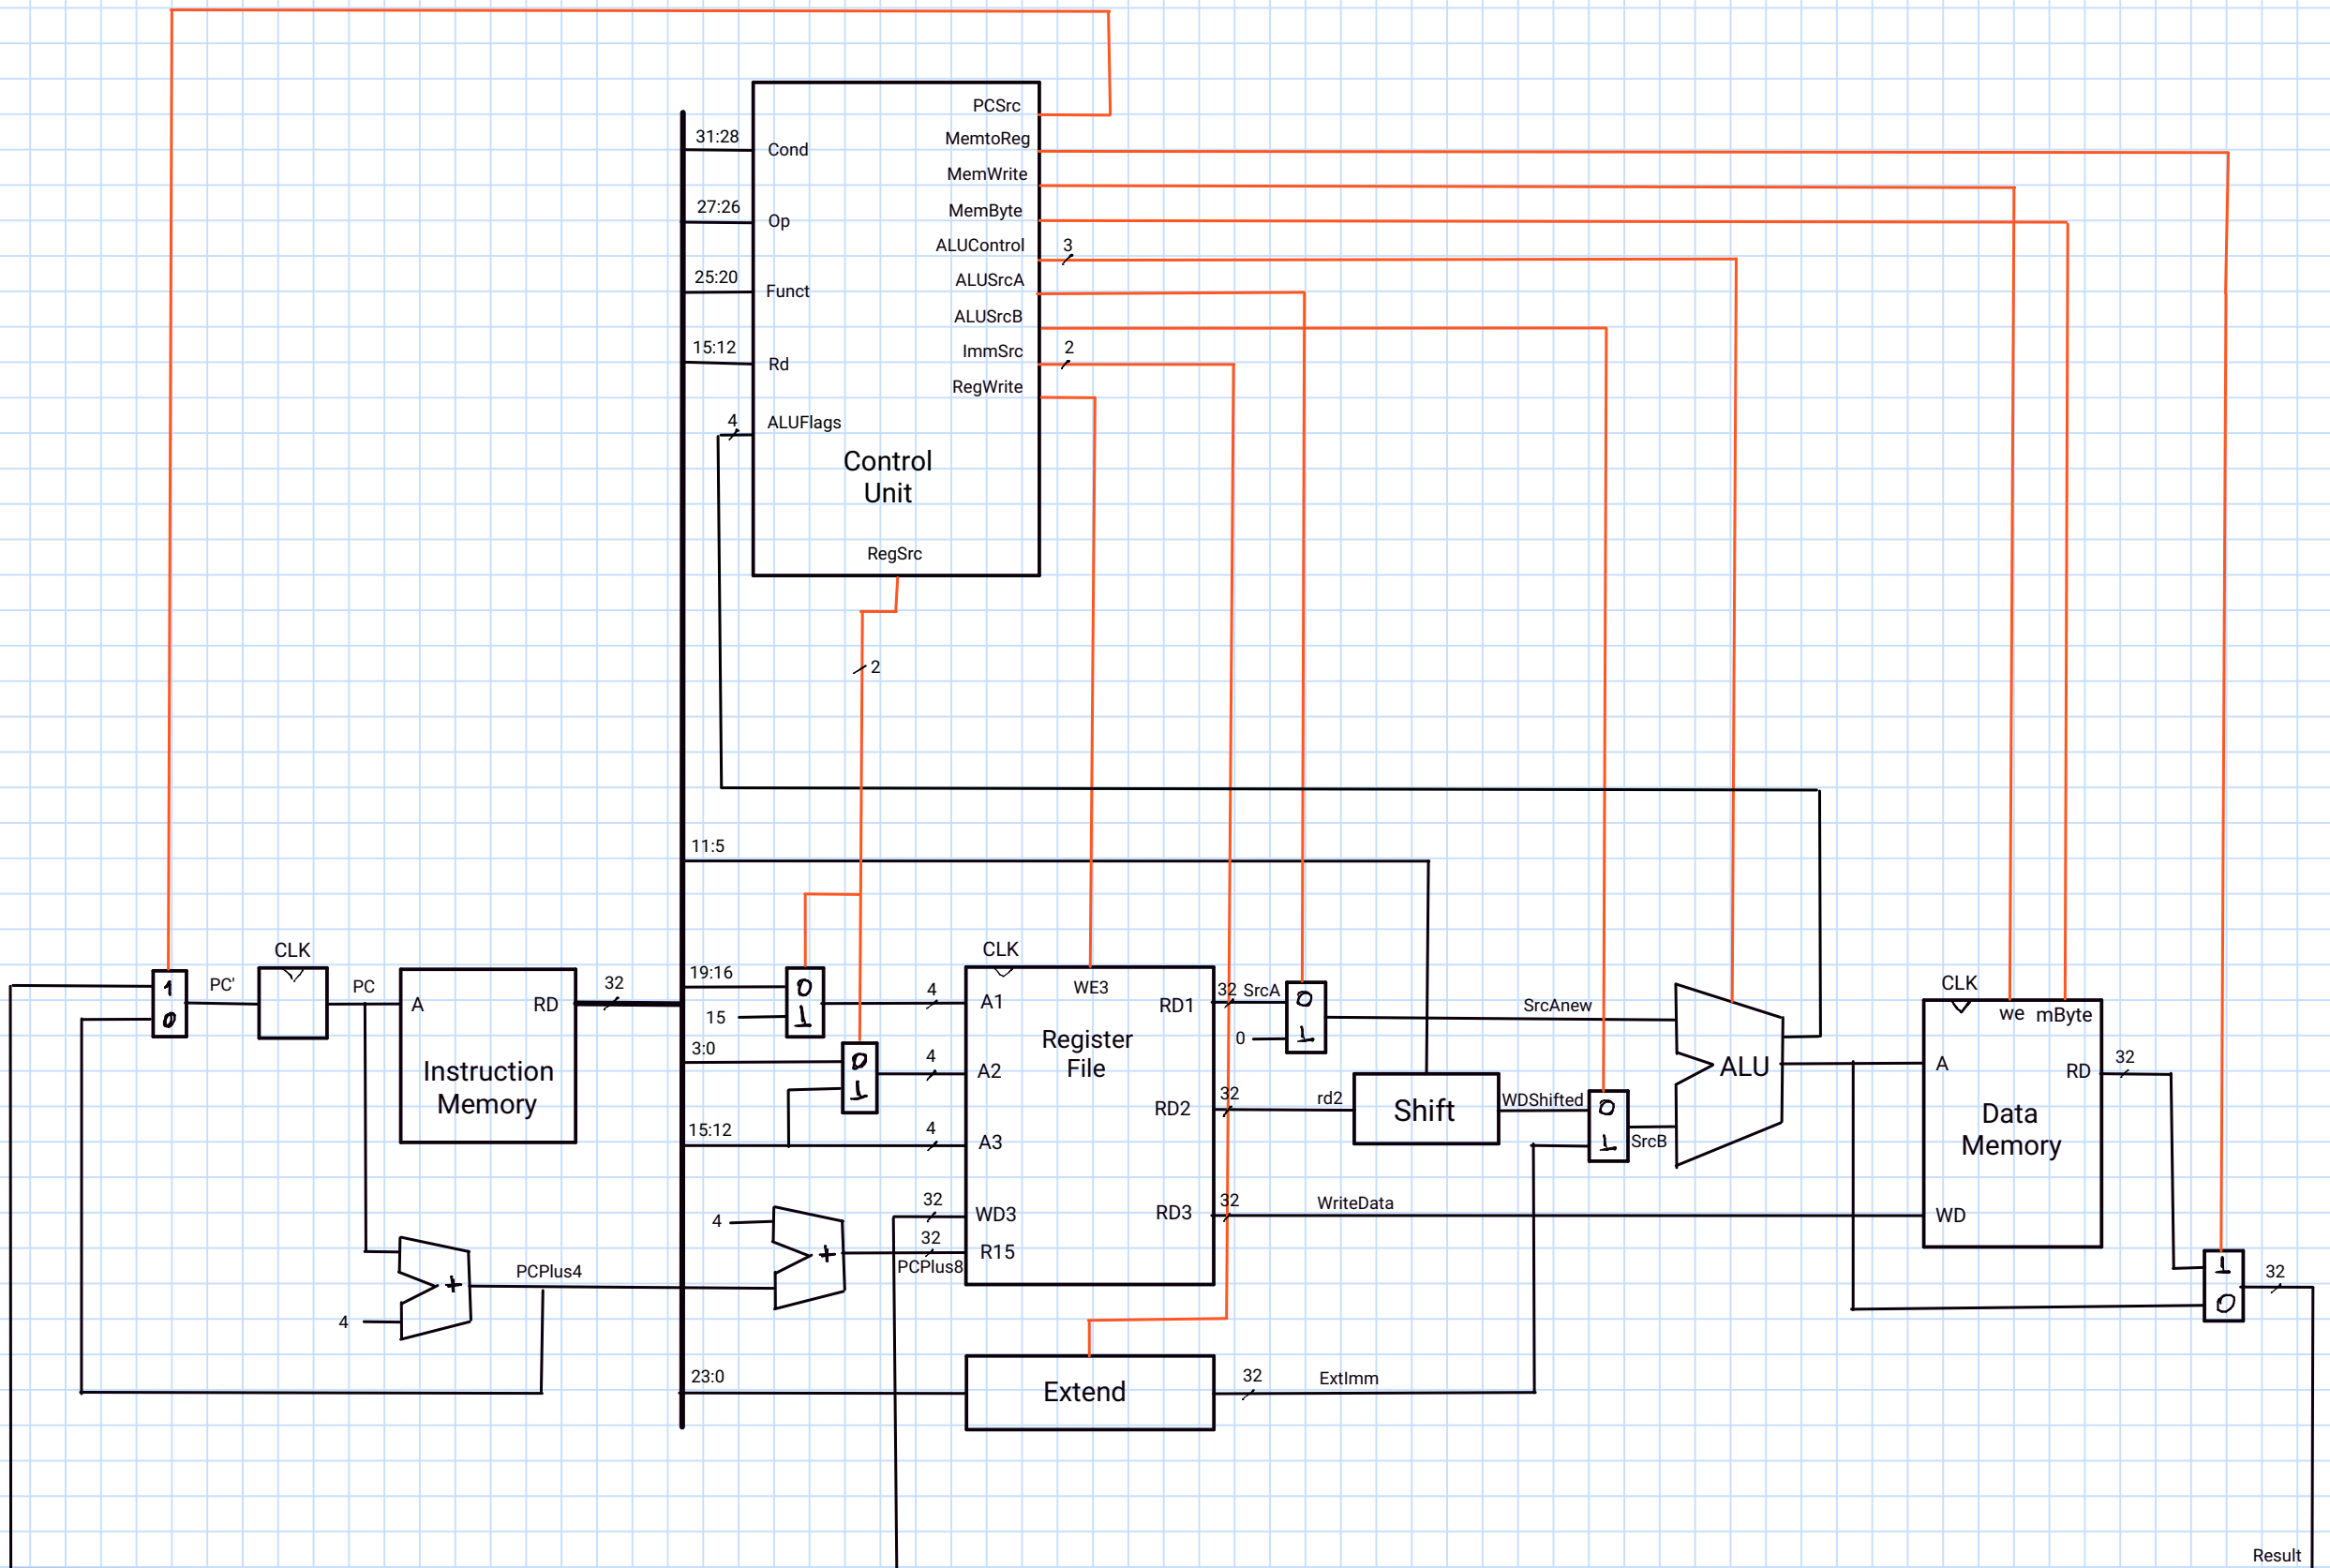 PCSrc
31:28
MemtoReg
Cond
MemWrite
27:26
MemByte
Op
3
ALUControl
25:20
ALUSrcA
Funct
ALUSrcB
15:12
ImmSrc
2
Rd
RegWrite
4
ALUFlags
Control
Unit
RegSrc
2
11:5
CLK
PC'
PC
A
RD
32
Instruction
Memory
1
0
19:16
15
0
1
3:0
0
1
15:12
4
4
4
CLK
WE3
A1
RD1
Register
File
A2
RD2
A3
WD3
RD3
R15
32
32
PCPlus8
32
SrcA
0
0
1
SrcAnew
32
rd2
Shift
WDShifted
0
1
SrcB
ALU
32
WriteData
CLK
we
mByte
A
RD
32
Data
Memory
WD
1
0
32
4
+
PCPlus4
4
+
23:0
Extend
32
ExtImm
Result